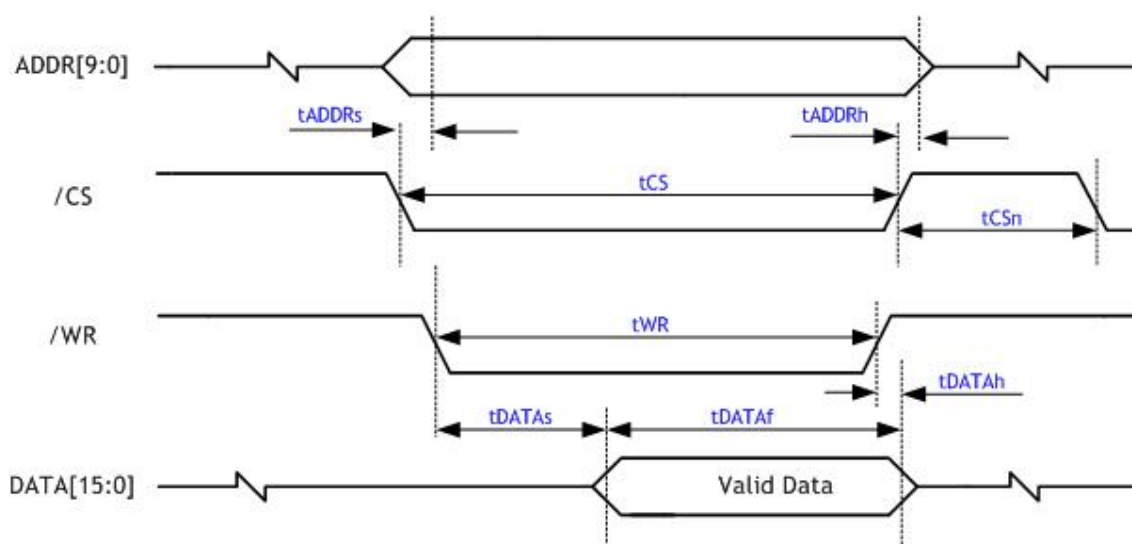 ADDR[9:0]
tADDRs
tADDRh
/CS
tCS
tCSn
/WR
tWR
tDATAh
tDATAs
tDATAf
DATA[15:0]
Valid Data